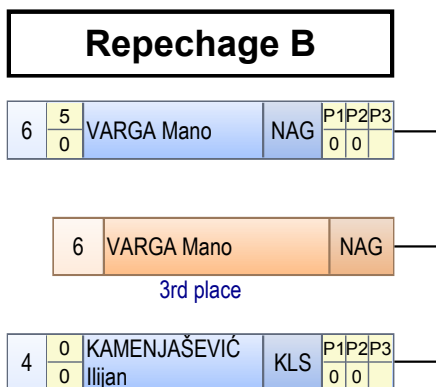 Repechage B
6 5 0 VARGA Mano NAG P1 P2 P3 0 0
6 VARGA Mano NAG
3rd place
4 0 0 KAMENJAŠEVIĆ Ilijan KLS P1 P2 P3 0 0